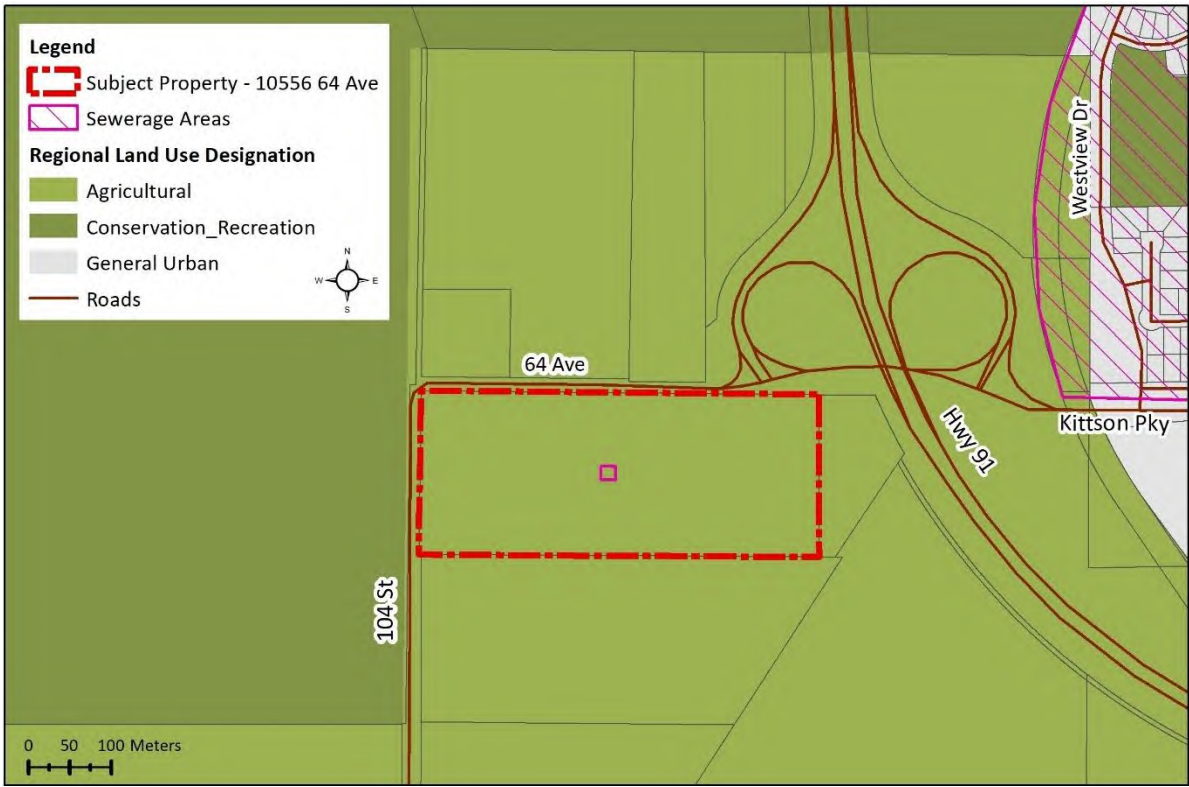 Legend
Subject Property - 10556 64 Ave
Sewerage Areas
Regional Land Use Designation
Agricultural
Conservation_Recreation
General Urban
Roads
N
W E
S
Westview Dr
64 Ave
Kittson Pky
Hwy 91
104 St
0 50 100 Meters